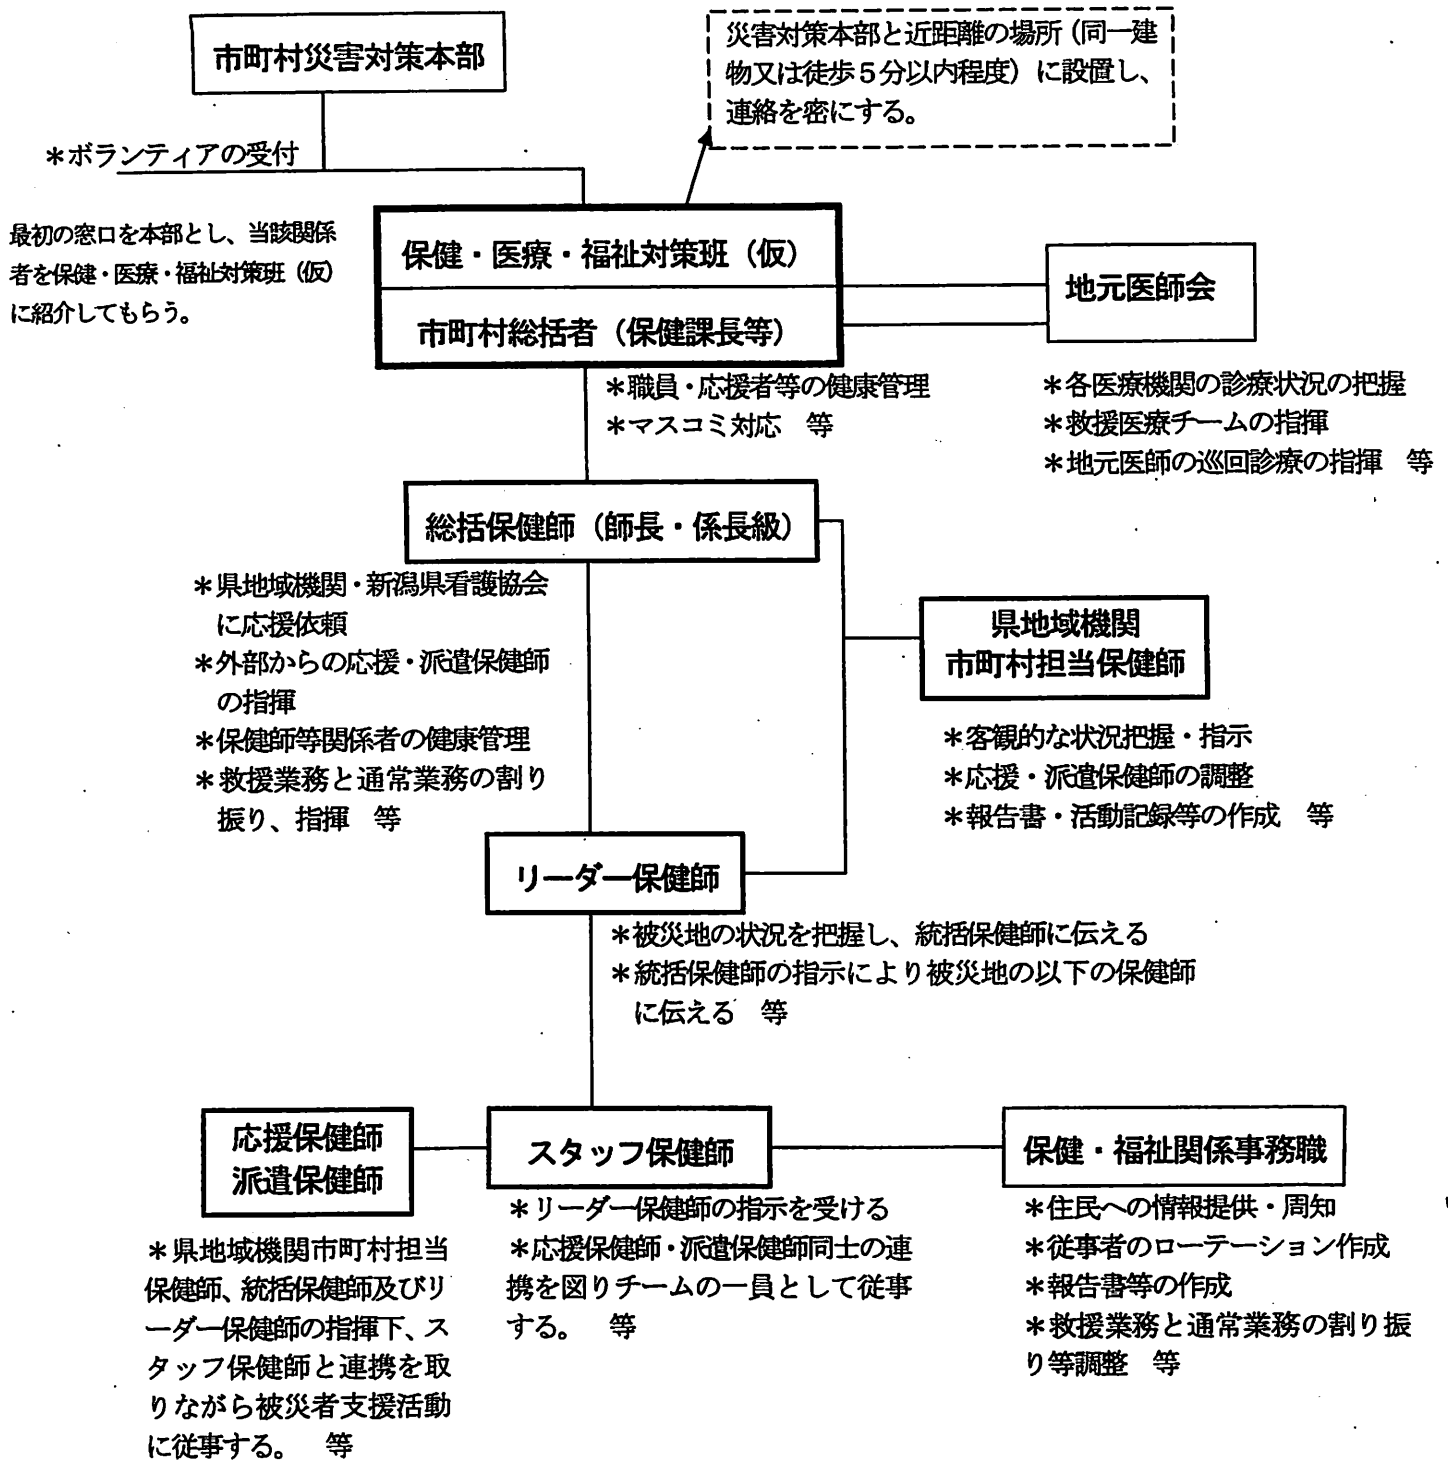 市町村災害対策本部
災害対策本部と近距離の場所（同一建
物又は徒歩５分以内程度）に設置し、
連絡を密にする。
＊ボランティアの受付
最初の窓口を本部とし、当該関係
者を保健・医療・福祉対策班（仮）
に紹介してもらう。
保健・医療・福祉対策班（仮）
市町村総括者（保健課長等）
地元医師会
＊職員・応援者等の健康管理
＊マスコミ対応　等
＊各医療機関の診療状況の把握
＊救援医療チームの指揮
＊地元医師の巡回診療の指揮　等
総括保健師（師長・係長級）
＊県地域機関・新潟県看護協会
に応援依頼
＊外部からの応援・派遣保健師
の指揮
＊保健師等関係者の健康管理
＊救援業務と通常業務の割り
振り、指揮　等
県地域機関
市町村担当保健師
＊客観的な状況把握・指示
＊応援・派遣保健師の調整
＊報告書・活動記録等の作成　等
リーダー保健師
＊被災地の状況を把握し、統括保健師に伝える
＊統括保健師の指示により被災地の以下の保健師
に伝える　等
応援保健師
派遣保健師
＊県地域機関市町村担当
保健師、統括保健師及びリ
ーダー保健師の指揮下、ス
タッフ保健師と連携を取
りながら被災者支援活動
に従事する。　等
スタッフ保健師
＊リーダー保健師の指示を受ける
＊応援保健師・派遣保健師同士の連
携を図りチームの一員として従事
する。　等
保健・福祉関係事務職
＊住民への情報提供・周知
＊従事者のローテーション作成
＊報告書等の作成
＊救援業務と通常業務の割り振
り等調整　等